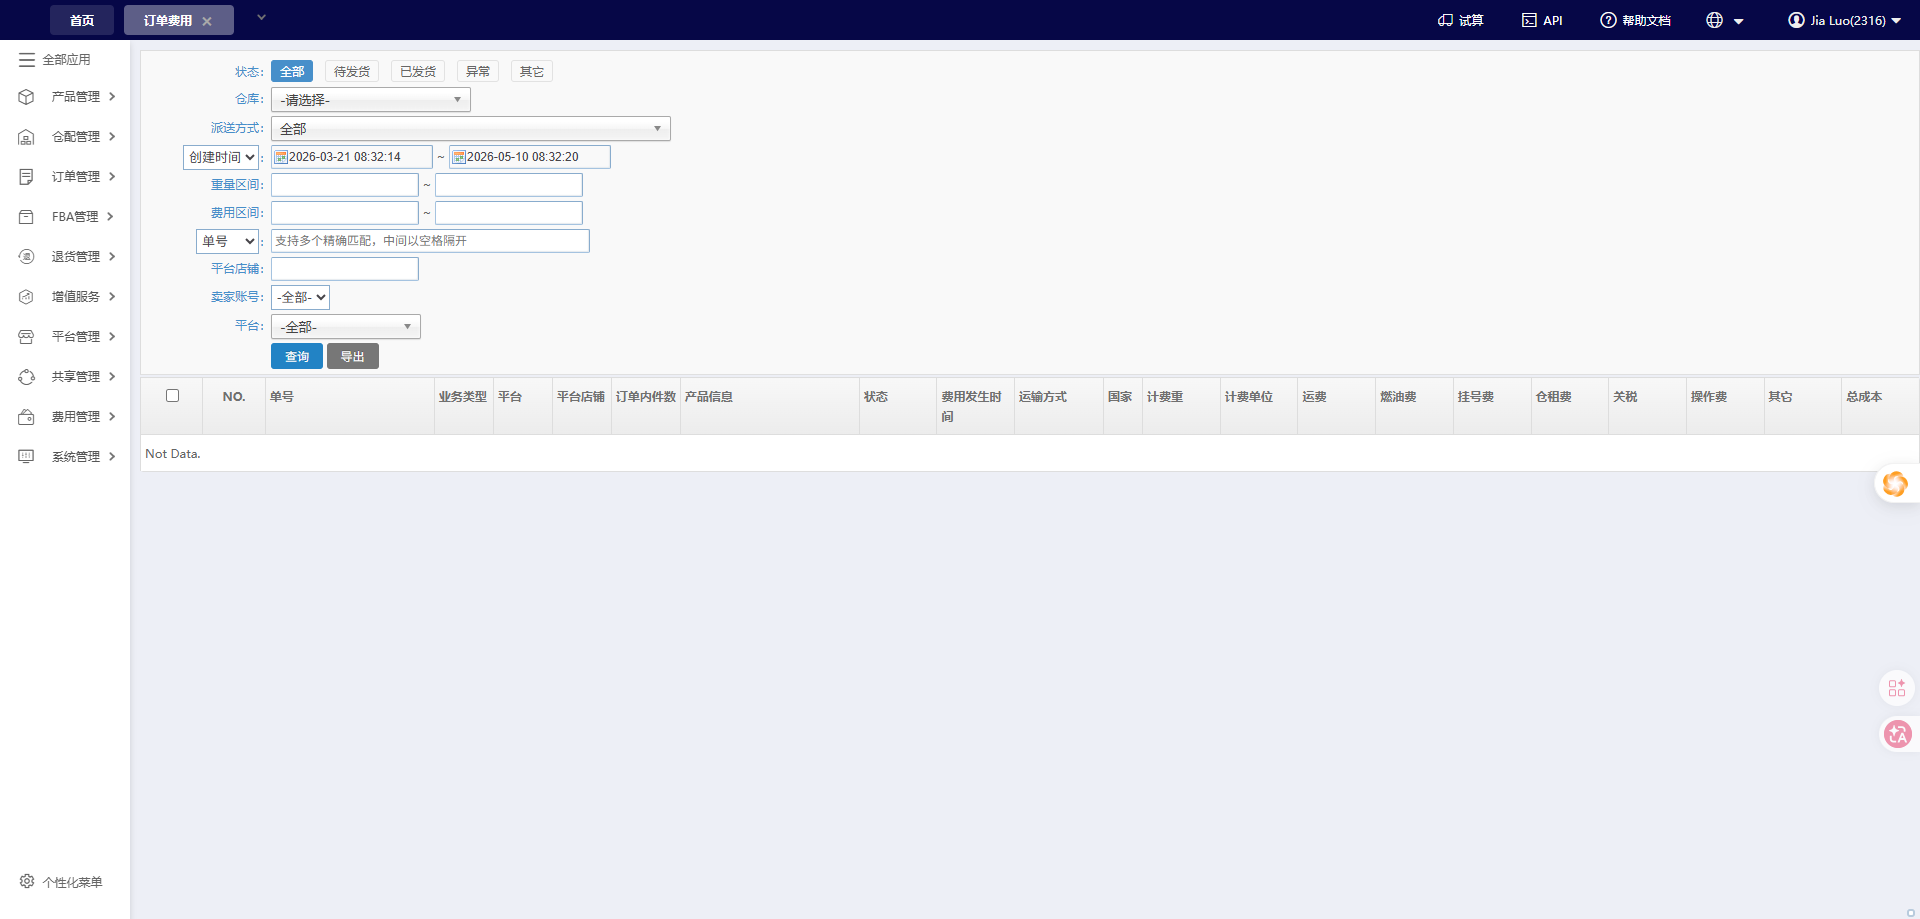 首页
订单费用
试算
API
帮助文档
Jia Luo(2316)
全部应用
产品管理
仓配管理
订单管理
FBA管理
退货管理
增值服务
平台管理
共享管理
费用管理
系统管理
个性化菜单
状态: 全部 待发货 已发货 异常 其它
仓库: -请选择-
派送方式: 全部
创建时间 : 2026-03-21 08:32:14 ~ 2026-05-10 08:32:20
重量区间: ~
费用区间: ~
单号 : 支持多个精确匹配，中间以空格隔开
平台店铺:
卖家账号: -全部-
平台: -全部-
查询 导出
NO. 单号 业务类型 平台 平台店铺 订单内件数 产品信息 状态 费用发生时间 运输方式 国家 计费重 计费单位 运费 燃油费 挂号费 仓租费 关税 操作费 其它 总成本
Not Data.